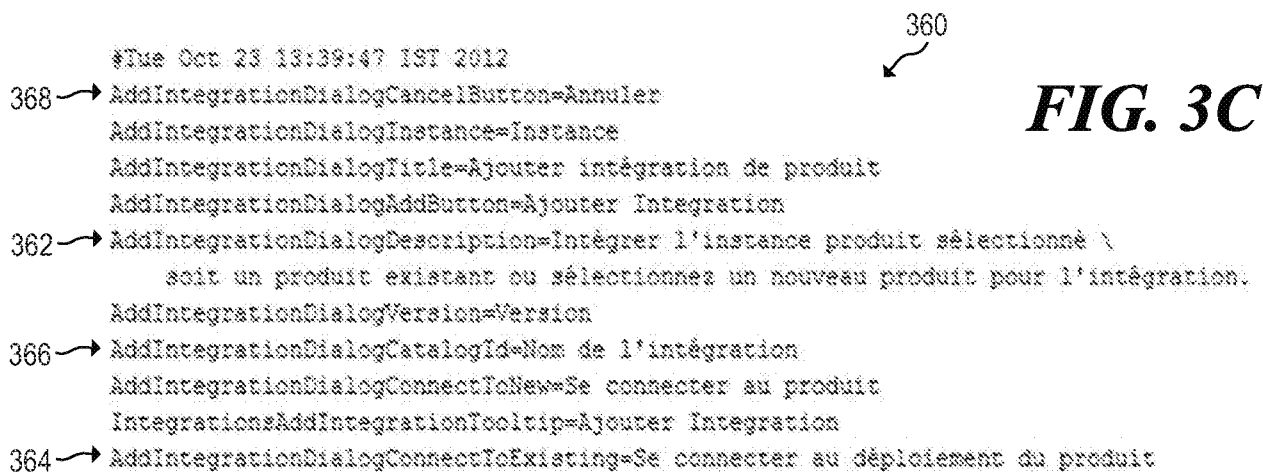 360
#Tue Oct 23 13:39:47 IST 2012
FIG. 3C
368 AddIntegrationDialogCancelButton=Annuler
AddIntegrationDialogInstance=Instance
AddIntegrationDialogTitle=Ajouter intégration de produit
AddIntegrationDialogAddButton=Ajouter Integration
362 AddIntegrationDialogDescription=Intégrer l'instance produit sélectionné \
soit un produit existant ou sélectionnez un nouveau produit pour l'intégration.
AddIntegrationDialogVersion=Version
366 AddIntegrationDialogCatalogId=Nom de l'intégration
AddIntegrationDialogConnectToNew=Se connecter au produit
IntegrationsAddIntegrationTooltip=Ajouter Integration
364 AddIntegrationDialogConnectToExisting=Se connecter au déploiement du produit